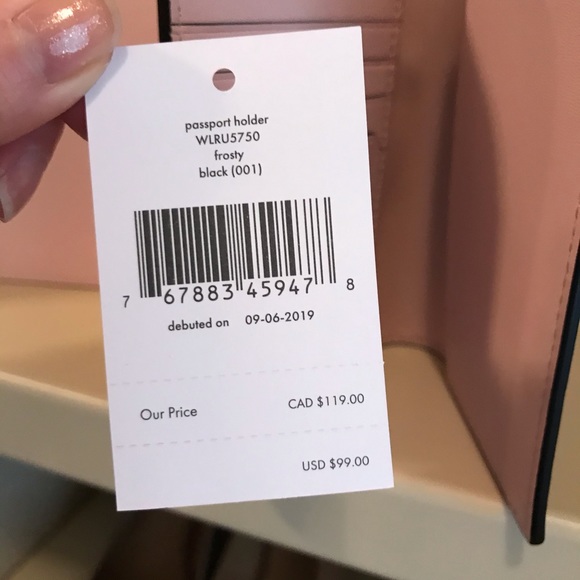 passport holder
WLRU5750
frosty
black (001)
7 67883 45947 8
debuted on 09-06-2019
Our Price CAD $119.00
USD $99.00